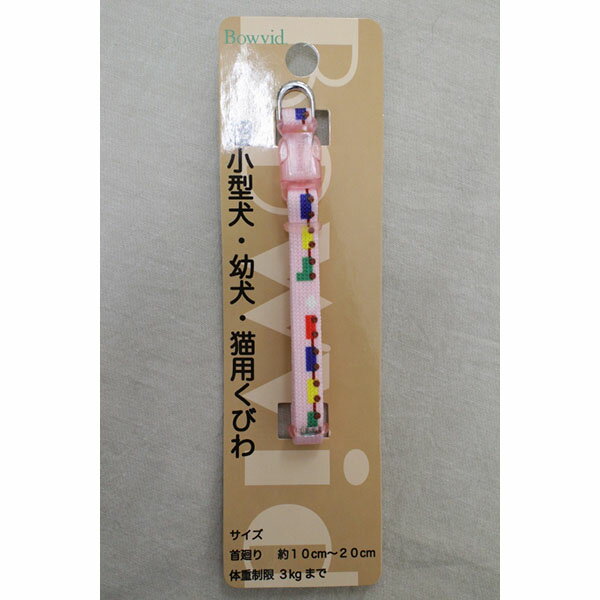 Bowvid
小型犬・幼犬・猫用くびわ
Bowvid
サイズ
首廻り 約10cm～20cm
体重制限 3kgまで